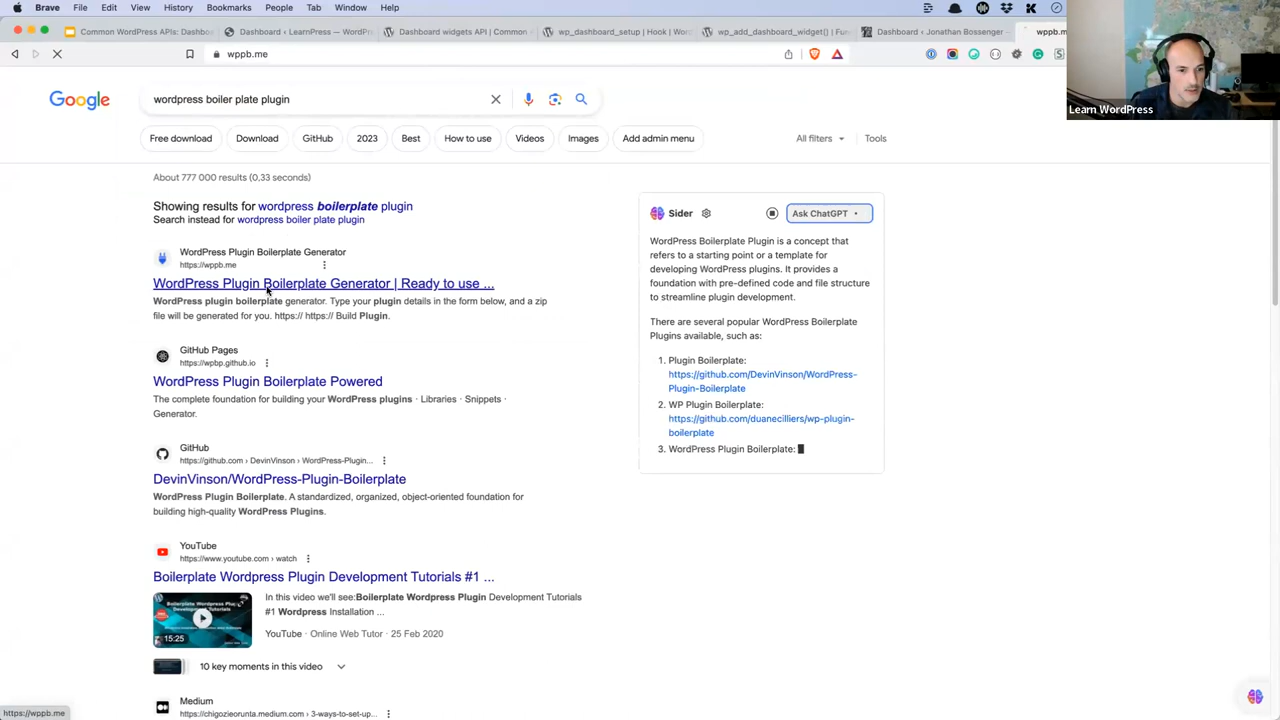 Brave File Edit View History Bookmarks People Tab Window Help
Common WordPress APIs: Dashbo
Dashboard ‹ LearnPress — WordPr
Dashboard widgets API | Common
wp_dashboard_setup | Hook | Wor
wp_add_dashboard_widget() | Fun
Dashboard ‹ Jonathan Bossenger
wppb.m
wppb.me
Learn WordPress
Google
wordpress boiler plate plugin
Free download
Download
GitHub
2023
Best
How to use
Videos
Images
Add admin menu
All filters
Tools
About 777 000 results (0,33 seconds)
Showing results for wordpress boilerplate plugin
Search instead for wordpress boiler plate plugin
WordPress Plugin Boilerplate Generator
https://wppb.me
WordPress Plugin Boilerplate Generator | Ready to use ...
WordPress plugin boilerplate generator. Type your plugin details in the form below, and a zip
file will be generated for you. https:// https:// Build Plugin.
GitHub Pages
https://wpbp.github.io
WordPress Plugin Boilerplate Powered
The complete foundation for building your WordPress plugins · Libraries · Snippets ·
Generator.
GitHub
https://github.com › DevinVinson › WordPress-Plugin...
DevinVinson/WordPress-Plugin-Boilerplate
WordPress Plugin Boilerplate. A standardized, organized, object-oriented foundation for
building high-quality WordPress Plugins.
YouTube
https://www.youtube.com › watch
Boilerplate Wordpress Plugin Development Tutorials #1 ...
15:25
In this video we'll see:Boilerplate Wordpress Plugin Development Tutorials
#1 Wordpress Installation ...
YouTube · Online Web Tutor · 25 Feb 2020
10 key moments in this video
Medium
https://chigozieorunta.medium.com › 3-ways-to-set-up...
Sider
Ask ChatGPT
WordPress Boilerplate Plugin is a concept that
refers to a starting point or a template for
developing WordPress plugins. It provides a
foundation with pre-defined code and file structure
to streamline plugin development.
There are several popular WordPress Boilerplate
Plugins available, such as:
1. Plugin Boilerplate:
https://github.com/DevinVinson/WordPress-
Plugin-Boilerplate
2. WP Plugin Boilerplate:
https://github.com/duanecilliers/wp-plugin-
boilerplate
3. WordPress Plugin Boilerplate:
https://wppb.me